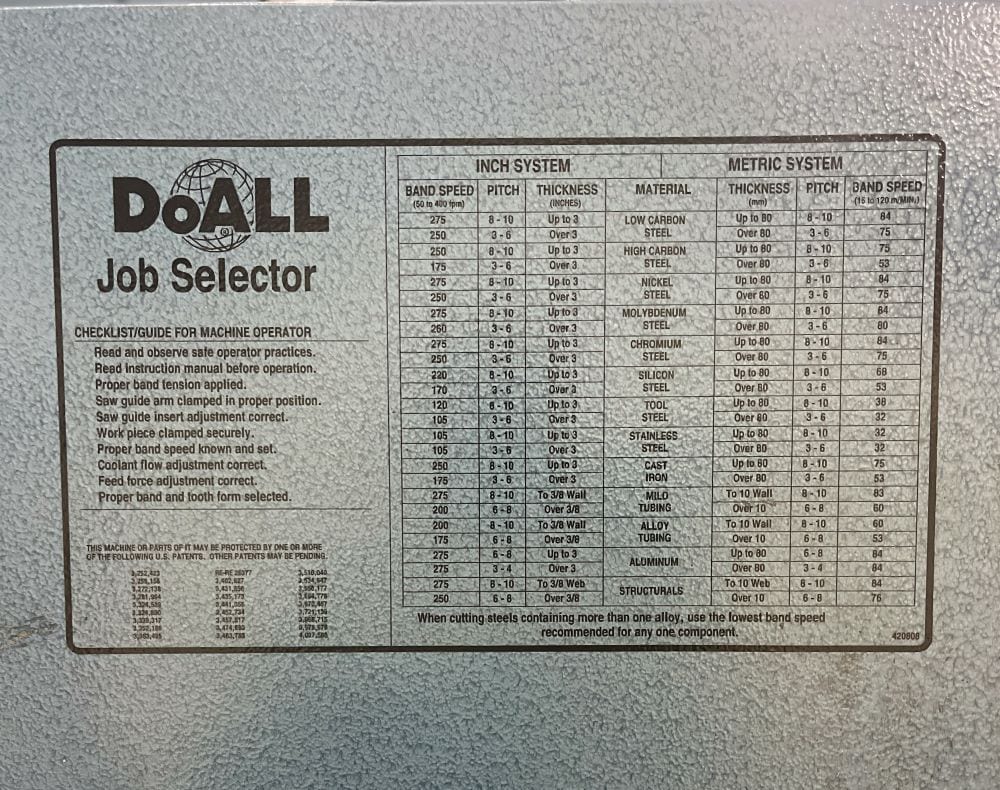 DoALL
Job Selector
CHECKLIST/GUIDE FOR MACHINE OPERATOR
Read and observe safe operator practices.
Read instruction manual before operation.
Proper band tension applied.
Saw guide arm clamped in proper position.
Saw guide insert adjustment correct.
Work piece clamped securely.
Proper band speed known and set.
Coolant flow adjustment correct.
Feed force adjustment correct.
Proper band and tooth form selected.
THIS MACHINE OR PARTS OF IT MAY BE PROTECTED BY ONE OR MORE
OF THE FOLLOWING U.S. PATENTS. OTHER PATENTS MAY BE PENDING.
INCH SYSTEM METRIC SYSTEM
BAND SPEED PITCH THICKNESS MATERIAL THICKNESS PITCH BAND SPEED
(50 to 400 fpm) (INCHES) (mm) (15 to 120 m/MIN.)
275 8 - 10 Up to 3 LOW CARBON Up to 80 8 - 10 84
250 3 - 6 Over 3 STEEL Over 80 3 - 6 75
250 8 - 10 Up to 3 HIGH CARBON Up to 80 8 - 10 75
175 3 - 6 Over 3 STEEL Over 80 3 - 6 53
275 8 - 10 Up to 3 NICKEL Up to 80 8 - 10 84
250 3 - 6 Over 3 STEEL Over 80 3 - 6 75
275 8 - 10 Up to 3 MOLYBDENUM Up to 80 8 - 10 84
260 3 - 6 Over 3 STEEL Over 80 3 - 6 80
275 8 - 10 Up to 3 CHROMIUM Up to 80 8 - 10 84
250 3 - 6 Over 3 STEEL Over 80 3 - 6 75
220 8 - 10 Up to 3 SILICON Up to 80 8 - 10 68
170 3 - 6 Over 3 STEEL Over 80 3 - 6 53
120 8 - 10 Up to 3 TOOL Up to 80 8 - 10 38
105 3 - 6 Over 3 STEEL Over 80 3 - 6 32
105 8 - 10 Up to 3 STAINLESS Up to 80 8 - 10 32
105 3 - 6 Over 3 STEEL Over 80 3 - 6 32
250 8 - 10 Up to 3 CAST Up to 80 8 - 10 75
175 3 - 6 Over 3 IRON Over 80 3 - 6 53
275 8 - 10 To 3/8 Wall MILD To 10 Wall 8 - 10 83
200 6 - 8 Over 3/8 TUBING Over 10 6 - 8 60
200 8 - 10 To 3/8 Wall ALLOY To 10 Wall 8 - 10 60
175 6 - 8 Over 3/8 TUBING Over 10 6 - 8 53
275 6 - 8 Up to 3 ALUMINUM Up to 80 6 - 8 84
275 3 - 4 Over 3 Over 80 3 - 4 84
275 8 - 10 To 3/8 Web STRUCTURALS To 10 Web 8 - 10 84
250 6 - 8 Over 3/8 Over 10 6 - 8 76
When cutting steels containing more than one alloy, use the lowest band speed
recommended for any one component.
420808